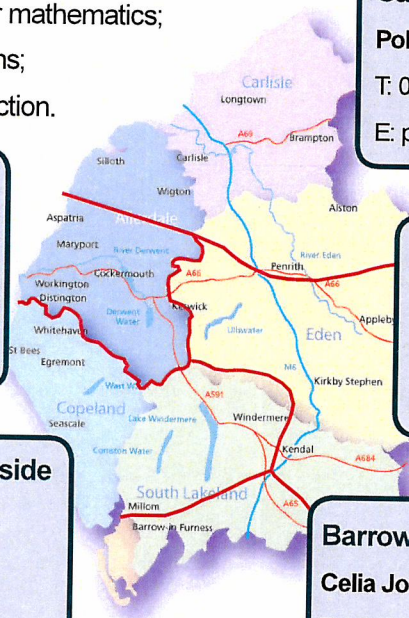 r mathematics;
ns;
ction.
Pol
T: 0
E: p
Carlisle
Longtown
A69
Brampton
Silloth
Carlisle
Wigton
Alston
Aspatria
Allerdale
Maryport
River Derwent
River Eden
Cockermouth
A66
Penrith
A66
Workington
Distington
Keswick
Derwent
Water
Ullswater
Eden
Appleby
Whitehaven
St Bees
Egremont
M6
Kirkby Stephen
West W
A591
Copeland
Lake Windermere
Windermere
Seascale
Coniston Water
Kendal
A684
side
South Lakeland
A65
Millom
Barrow-in Furness
Barrow
Celia Jo